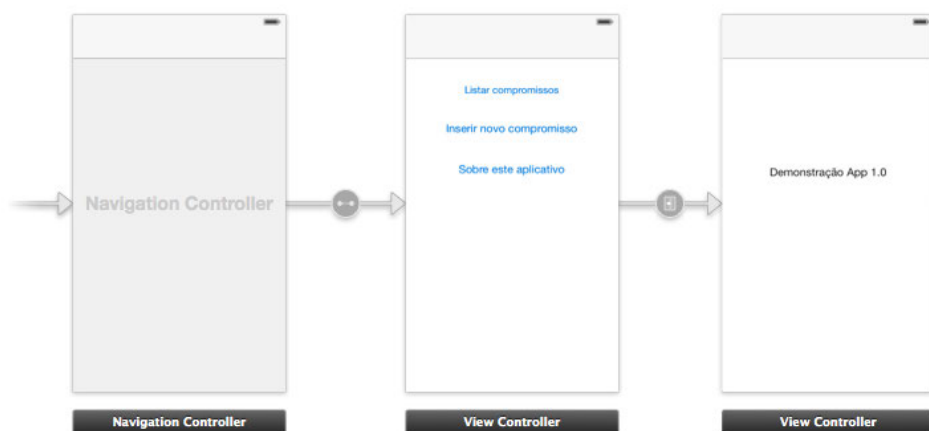 Navigation Controller
Navigation Controller
Listar compromissos
Inserir novo compromisso
Sobre este aplicativo
View Controller
Demonstração App 1.0
View Controller